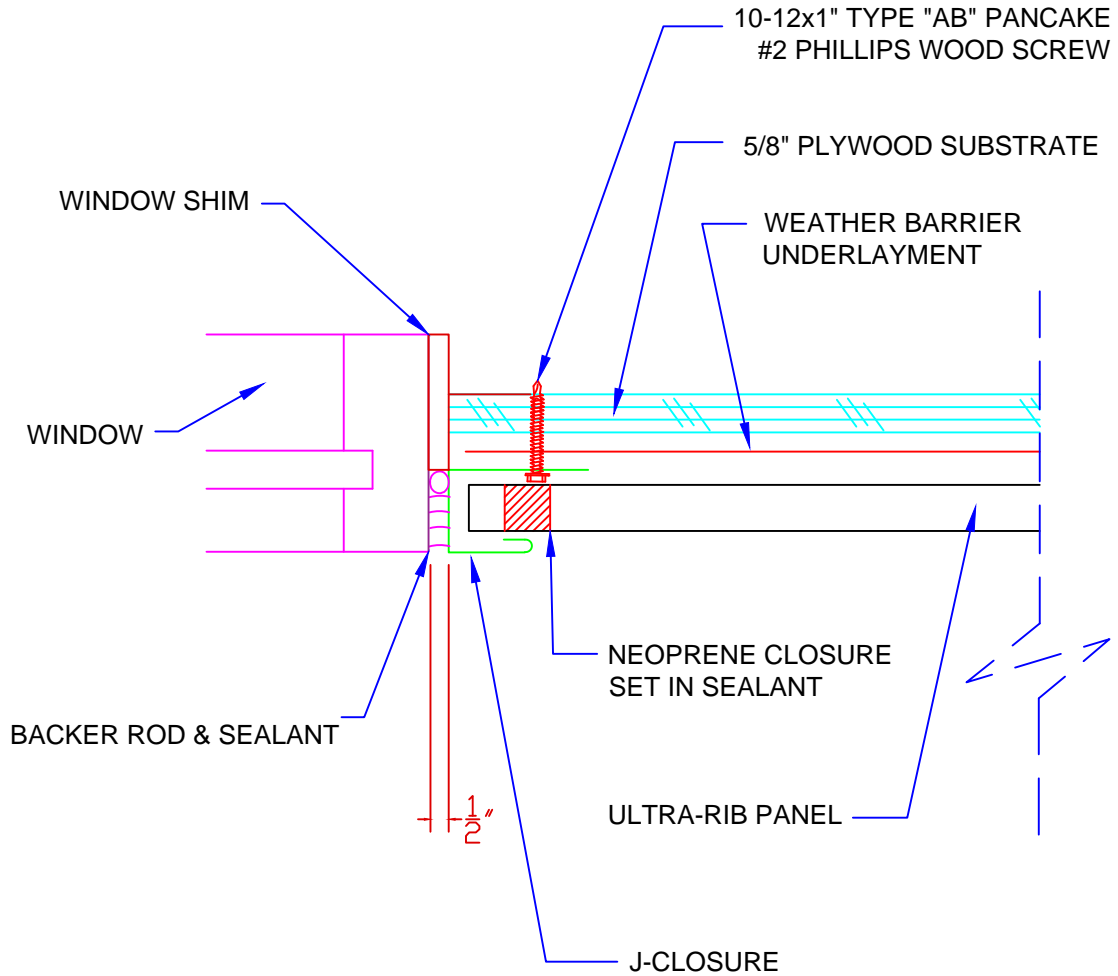 10-12x1" TYPE "AB" PANCAKE
#2 PHILLIPS WOOD SCREW
5/8" PLYWOOD SUBSTRATE
WINDOW SHIM
WEATHER BARRIER
UNDERLAYMENT
WINDOW
NEOPRENE CLOSURE
SET IN SEALANT
BACKER ROD & SEALANT
1/2"
ULTRA-RIB PANEL
J-CLOSURE